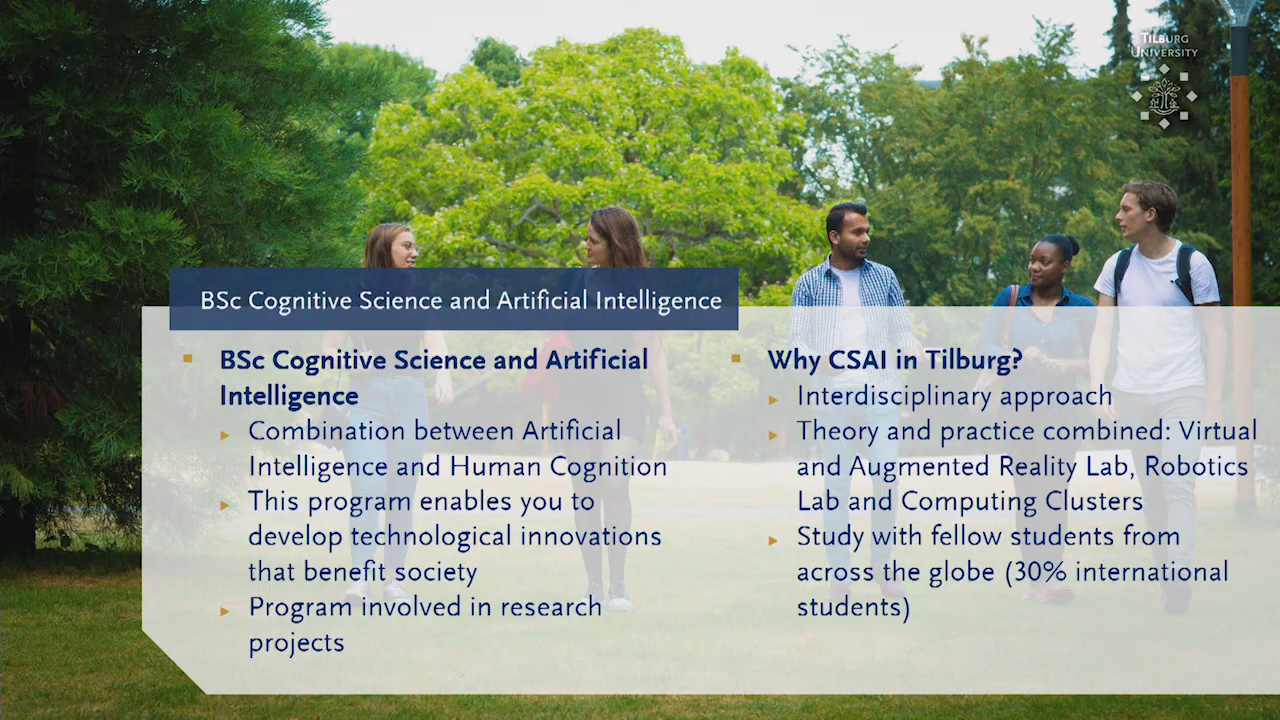 TILBURG
UNIVERSITY
BSc Cognitive Science and Artificial Intelligence
BSc Cognitive Science and Artificial
Intelligence
Combination between Artificial
Intelligence and Human Cognition
This program enables you to
develop technological innovations
that benefit society
Program involved in research
projects
Why CSAI in Tilburg?
Interdisciplinary approach
Theory and practice combined: Virtual
and Augmented Reality Lab, Robotics
Lab and Computing Clusters
Study with fellow students from
across the globe (30% international
students)